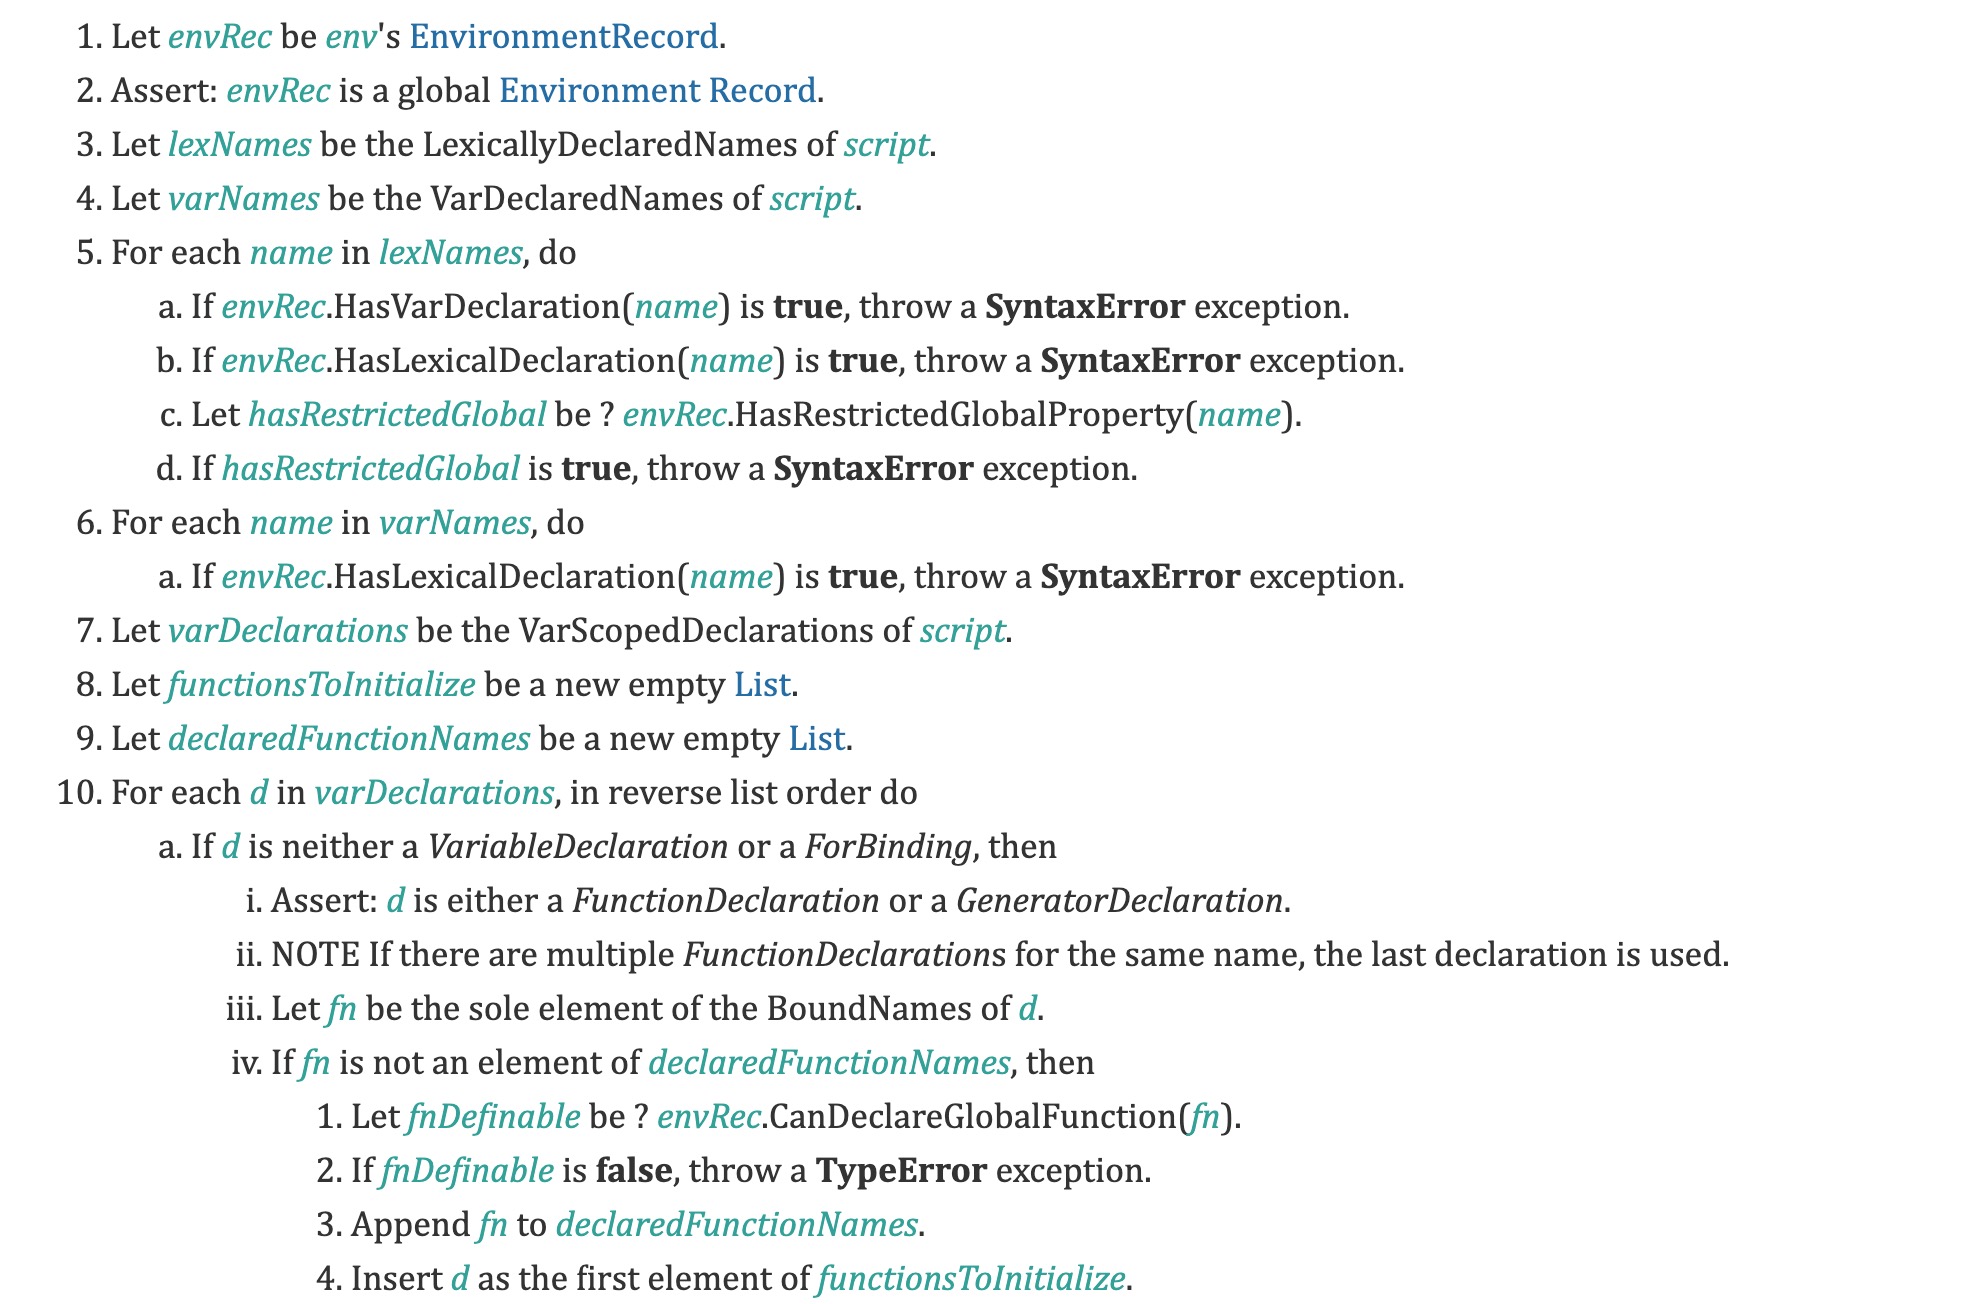 1. Let envRec be env's EnvironmentRecord.
2. Assert: envRec is a global Environment Record.
3. Let lexNames be the LexicallyDeclaredNames of script.
4. Let varNames be the VarDeclaredNames of script.
5. For each name in lexNames, do
a. If envRec.HasVarDeclaration(name) is true, throw a SyntaxError exception.
b. If envRec.HasLexicalDeclaration(name) is true, throw a SyntaxError exception.
c. Let hasRestrictedGlobal be ? envRec.HasRestrictedGlobalProperty(name).
d. If hasRestrictedGlobal is true, throw a SyntaxError exception.
6. For each name in varNames, do
a. If envRec.HasLexicalDeclaration(name) is true, throw a SyntaxError exception.
7. Let varDeclarations be the VarScopedDeclarations of script.
8. Let functionsToInitialize be a new empty List.
9. Let declaredFunctionNames be a new empty List.
10. For each d in varDeclarations, in reverse list order do
a. If d is neither a VariableDeclaration or a ForBinding, then
i. Assert: d is either a FunctionDeclaration or a GeneratorDeclaration.
ii. NOTE If there are multiple FunctionDeclarations for the same name, the last declaration is used.
iii. Let fn be the sole element of the BoundNames of d.
iv. If fn is not an element of declaredFunctionNames, then
1. Let fnDefinable be ? envRec.CanDeclareGlobalFunction(fn).
2. If fnDefinable is false, throw a TypeError exception.
3. Append fn to declaredFunctionNames.
4. Insert d as the first element of functionsToInitialize.